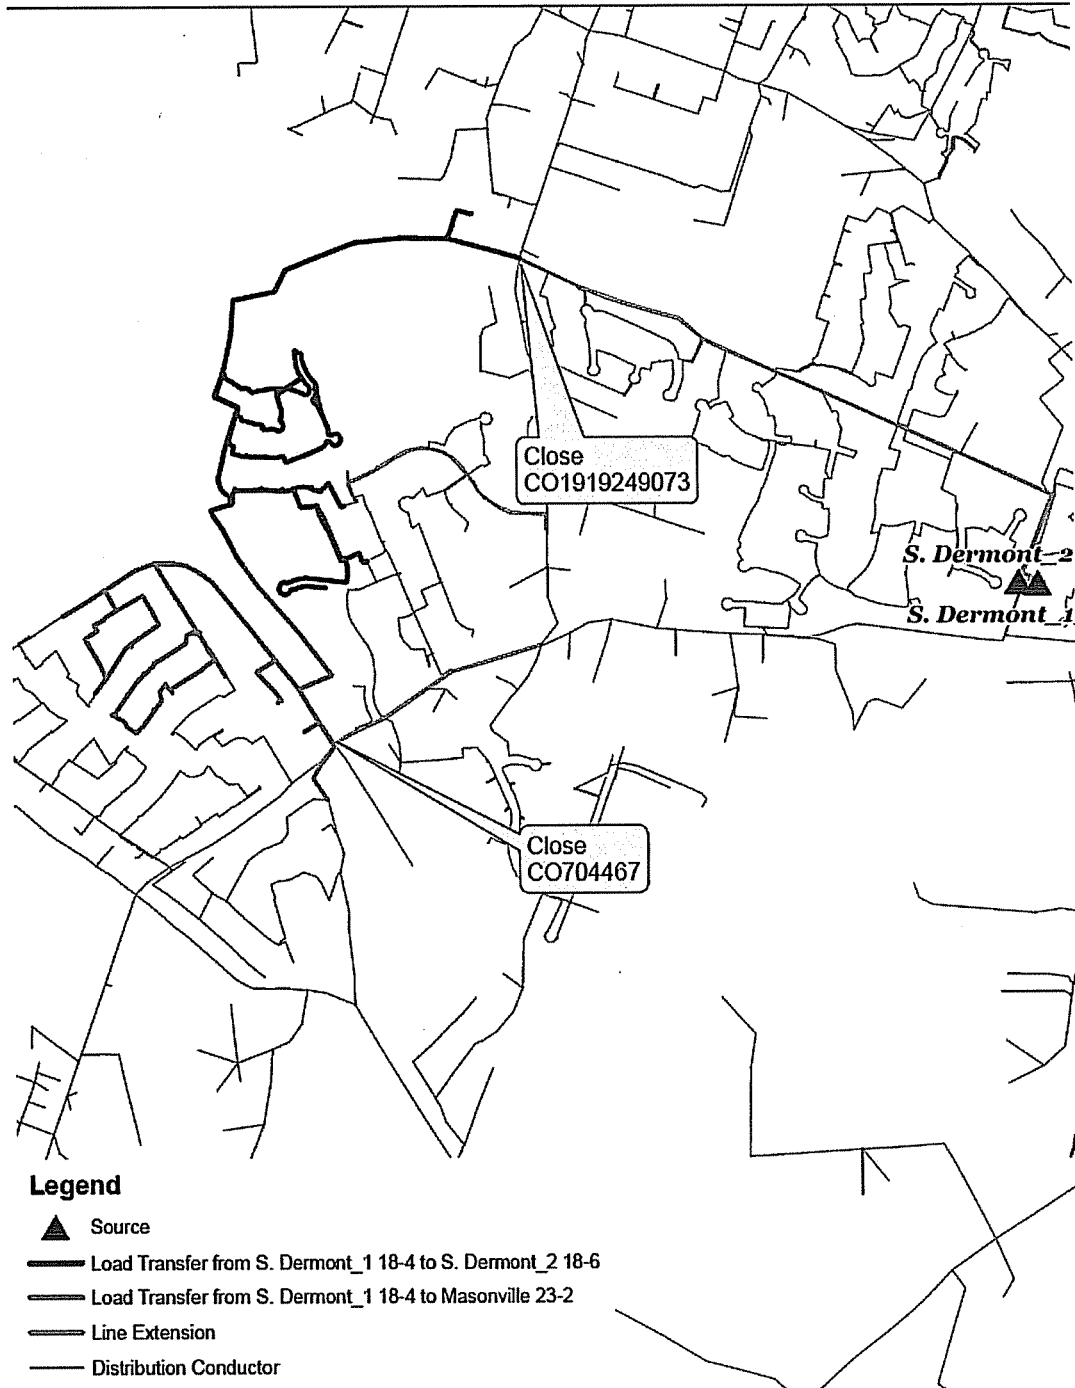 Close
CO1919249073
S. Dermont_2
S. Dermont_1
Close
CO704467
Legend
Source
Load Transfer from S. Dermont_1 18-4 to S. Dermont_2 18-6
Load Transfer from S. Dermont_1 18-4 to Masonville 23-2
Line Extension
Distribution Conductor